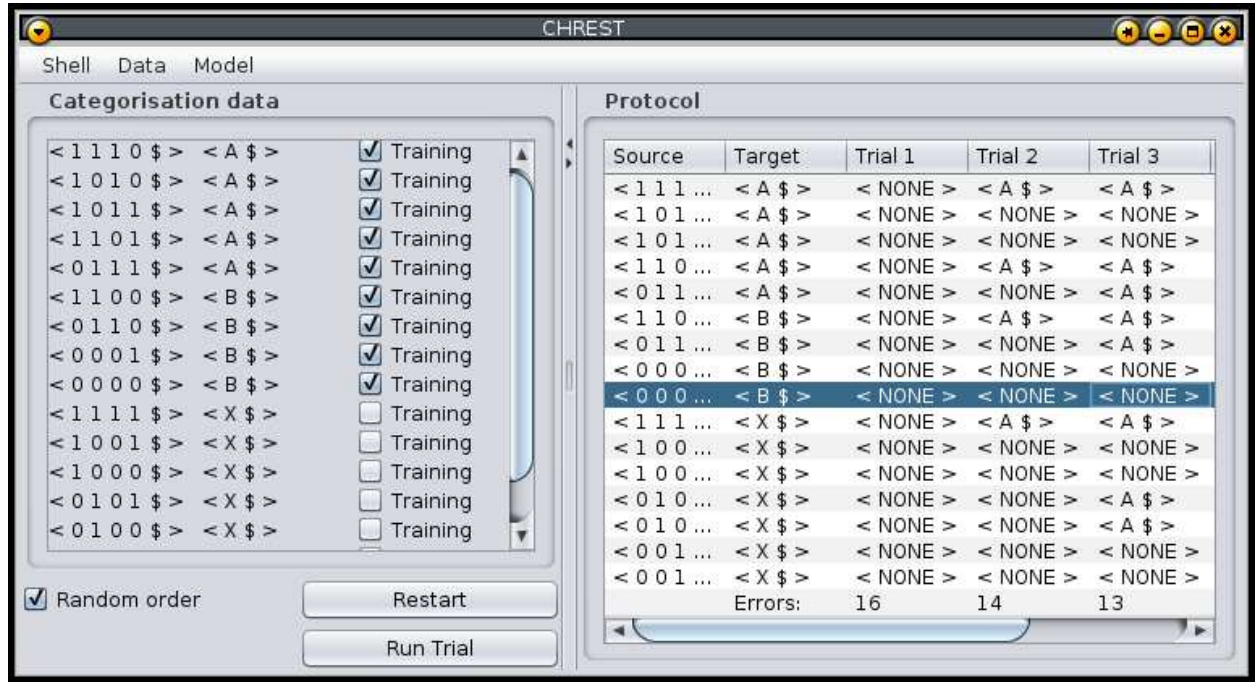 CHREST
Shell Data Model
Categorisation data
< 1 1 1 0 $ > < A $ > Training
< 1 0 1 0 $ > < A $ > Training
< 1 0 1 1 $ > < A $ > Training
< 1 1 0 1 $ > < A $ > Training
< 0 1 1 1 $ > < A $ > Training
< 1 1 0 0 $ > < B $ > Training
< 0 1 1 0 $ > < B $ > Training
< 0 0 0 1 $ > < B $ > Training
< 0 0 0 0 $ > < B $ > Training
< 1 1 1 1 $ > < X $ > Training
< 1 0 0 1 $ > < X $ > Training
< 1 0 0 0 $ > < X $ > Training
< 0 1 0 1 $ > < X $ > Training
< 0 1 0 0 $ > < X $ > Training
Random order
Restart
Run Trial
Protocol
Source Target Trial 1 Trial 2 Trial 3
< 1 1 1 ... < A $ > < NONE > < A $ > < A $ >
< 1 0 1 ... < A $ > < NONE > < NONE > < NONE >
< 1 0 1 ... < A $ > < NONE > < NONE > < NONE >
< 1 1 0 ... < A $ > < NONE > < A $ > < A $ >
< 0 1 1 ... < A $ > < NONE > < NONE > < A $ >
< 1 1 0 ... < B $ > < NONE > < A $ > < A $ >
< 0 1 1 ... < B $ > < NONE > < NONE > < A $ >
< 0 0 0 ... < B $ > < NONE > < NONE > < NONE >
< 0 0 0 ... < B $ > < NONE > < NONE > < NONE >
< 1 1 1 ... < X $ > < NONE > < A $ > < A $ >
< 1 0 0 ... < X $ > < NONE > < NONE > < NONE >
< 1 0 0 ... < X $ > < NONE > < NONE > < NONE >
< 0 1 0 ... < X $ > < NONE > < NONE > < A $ >
< 0 1 0 ... < X $ > < NONE > < NONE > < A $ >
< 0 0 1 ... < X $ > < NONE > < NONE > < NONE >
< 0 0 1 ... < X $ > < NONE > < NONE > < NONE >
Errors: 16 14 13